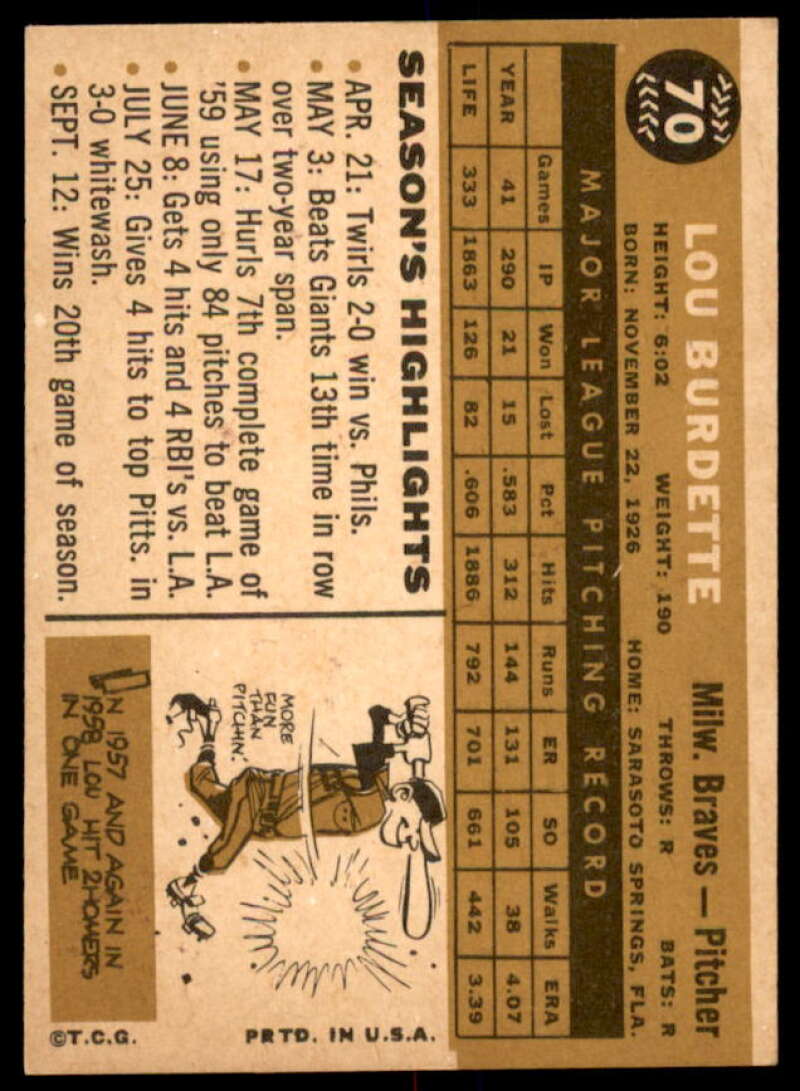 70
LOU BURDETTE Milw. Braves — Pitcher
HEIGHT: 6:02 WEIGHT: 190 THROWS: R BATS: R
BORN: NOVEMBER 22, 1926 HOME: SARASOTO SPRINGS, FLA.
MAJOR LEAGUE PITCHING RECORD
Games IP Won Lost Pct Hits Runs ER SO Walks ERA
YEAR 41 290 21 15 .583 312 144 131 105 38 4.07
LIFE 333 1863 126 82 .606 1886 792 701 661 442 3.39
SEASON'S HIGHLIGHTS
• APR. 21: Twirls 2-0 win vs. Phils.
• MAY 3: Beats Giants 13th time in row
over two-year span.
• MAY 17: Hurls 7th complete game of
'59 using only 84 pitches to beat L.A.
• JUNE 8: Gets 4 hits and 4 RBI's vs. L.A.
• JULY 25: Gives 4 hits to top Pitts. in
3-0 whitewash.
• SEPT. 12: Wins 20th game of season.
MORE
FUN
THAN
PITCHIN'.
IN 1957 AND AGAIN IN
1958, LOU HIT 2 HOMERS
IN ONE GAME
©T.C.G. PRTD. IN U.S.A.